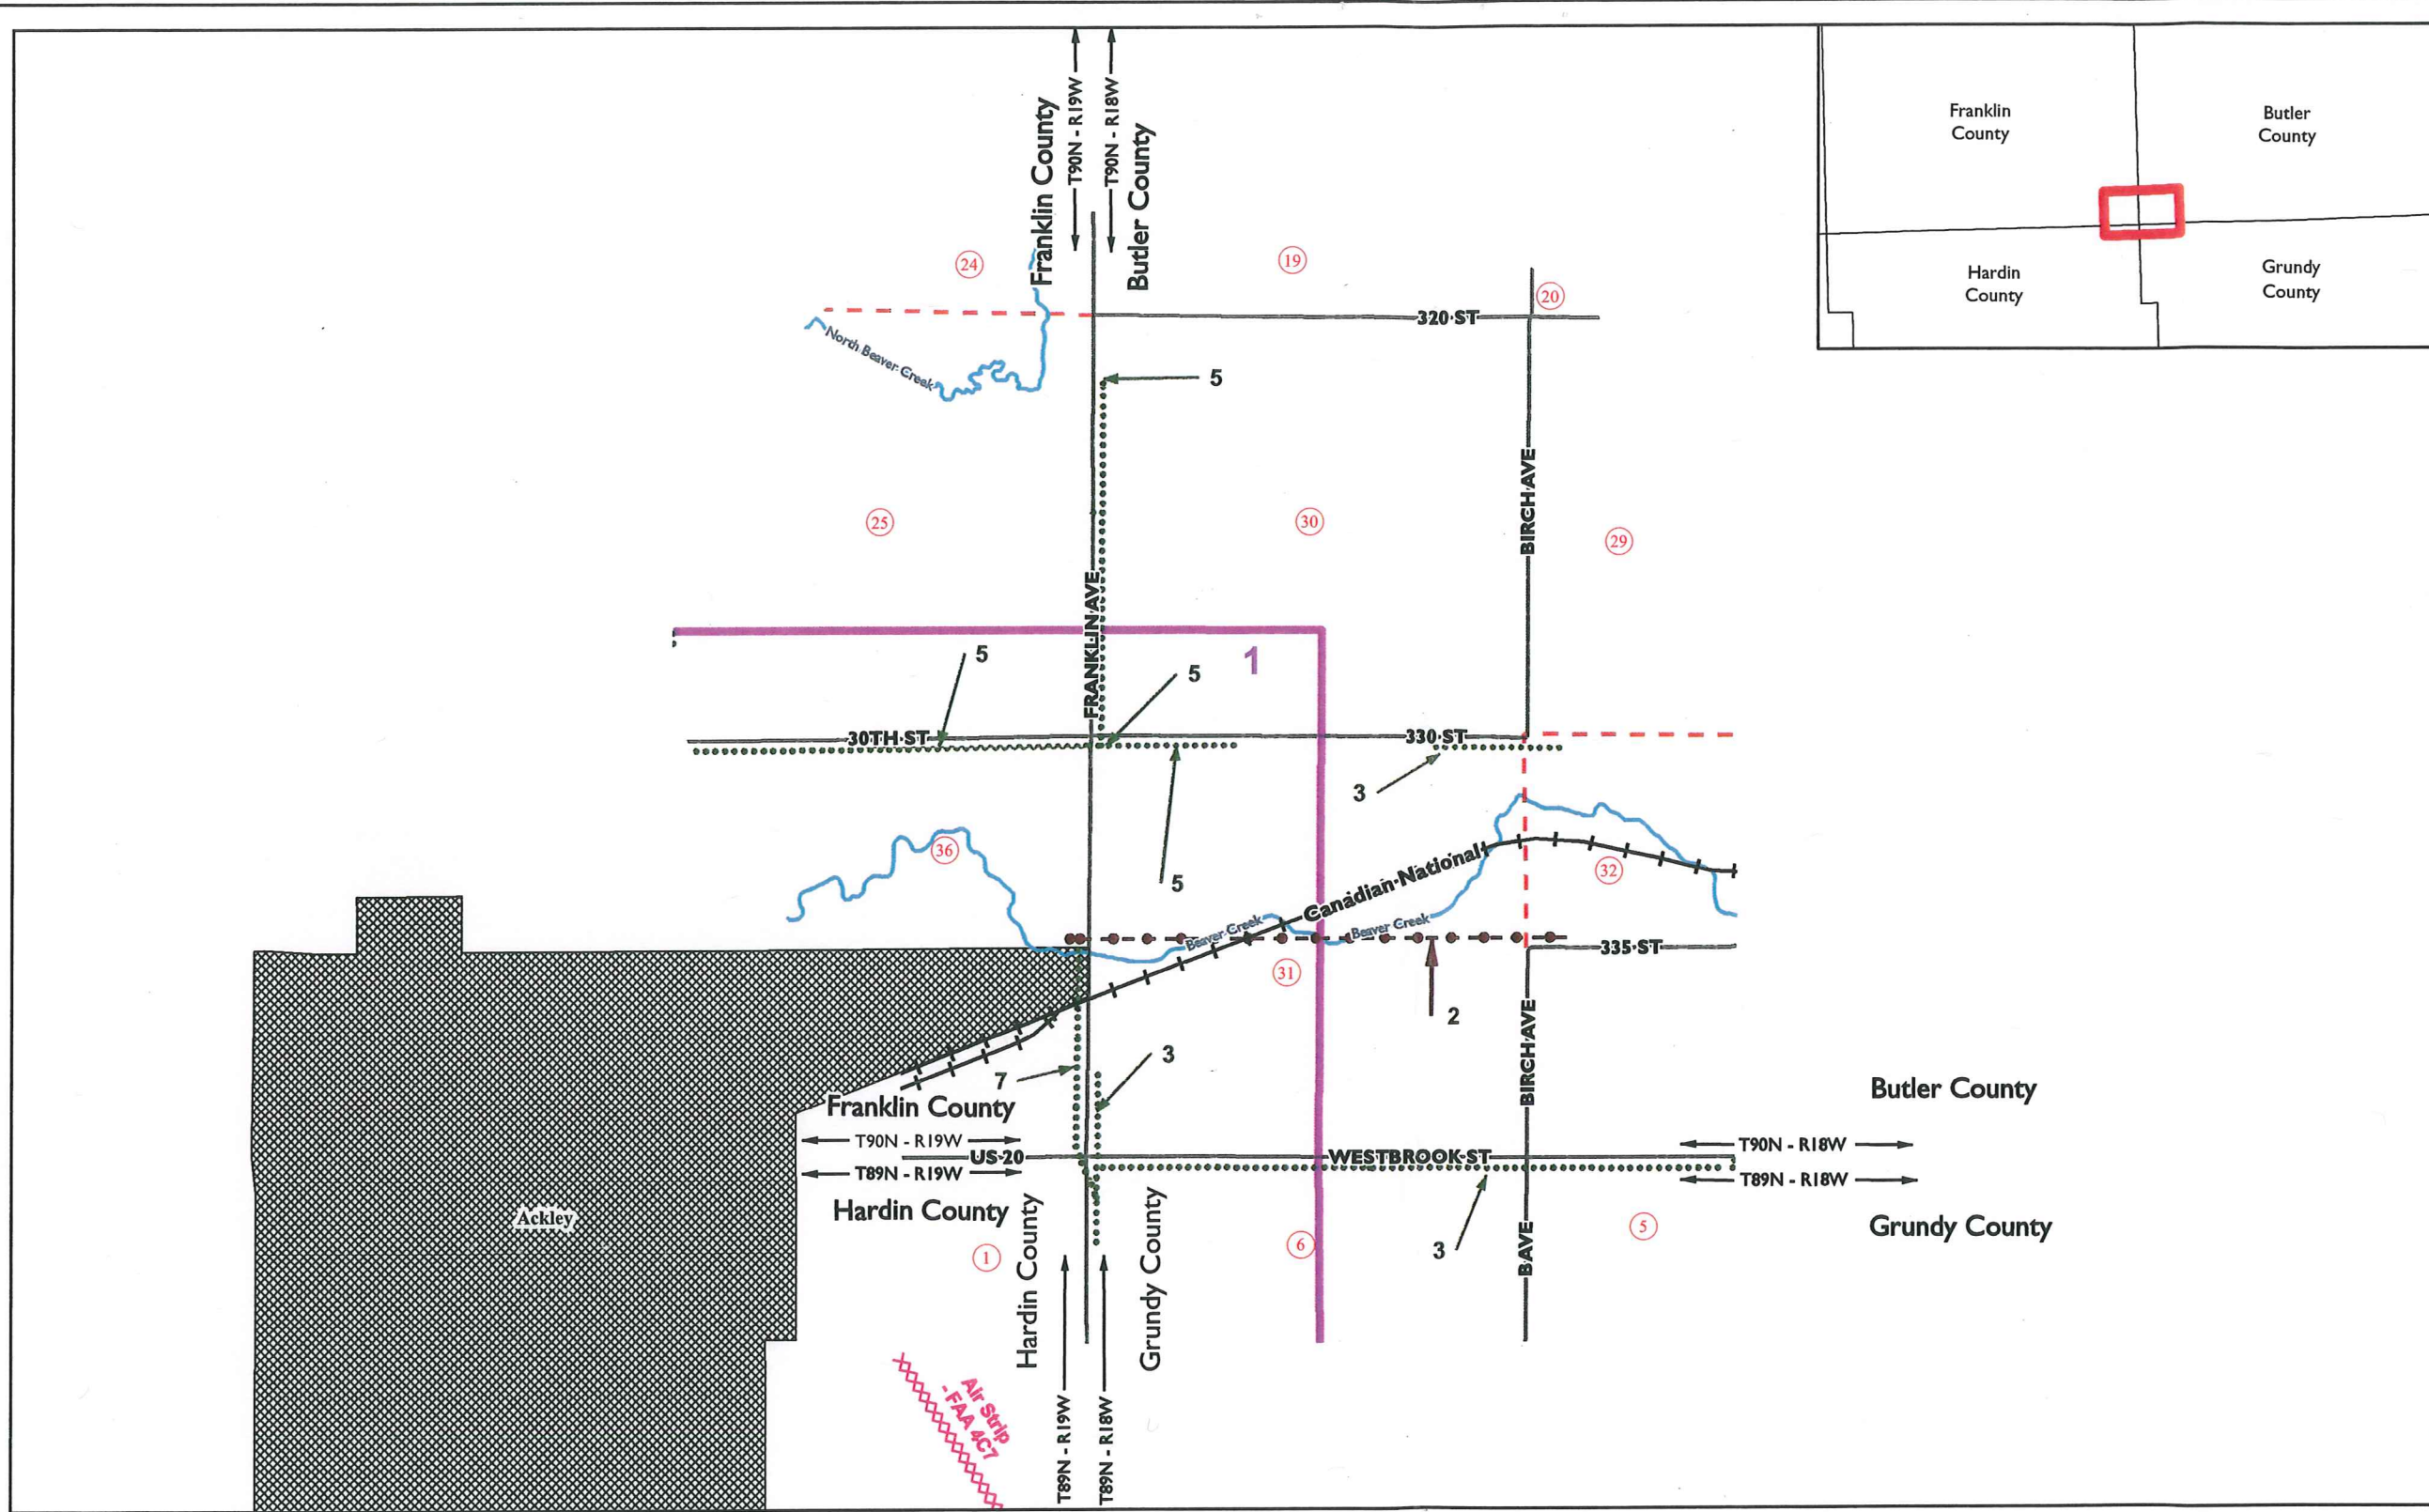 Franklin County
T90N - R19W
T90N - R18W
Butler County
Franklin
County
Butler
County
Hardin
County
Grundy
County
24
19
20
320 ST
North Beaver Creek
5
25
30
29
BIRCH AVE
FRANKLIN AVE
1
5
5
30TH ST
330 ST
3
5
36
Canadian National
32
Beaver Creek
Beaver Creek
335 ST
31
2
BIRCH AVE
3
7
Franklin County
T90N - R19W
US 20
T89N - R19W
Hardin County
WESTBROOK ST
Butler County
T90N - R18W
T89N - R18W
Grundy County
Ackley
1
Hardin County
Grundy County
6
3
B AVE
5
Air Strip
- FAA 4C7
T89N - R19W
T89N - R18W